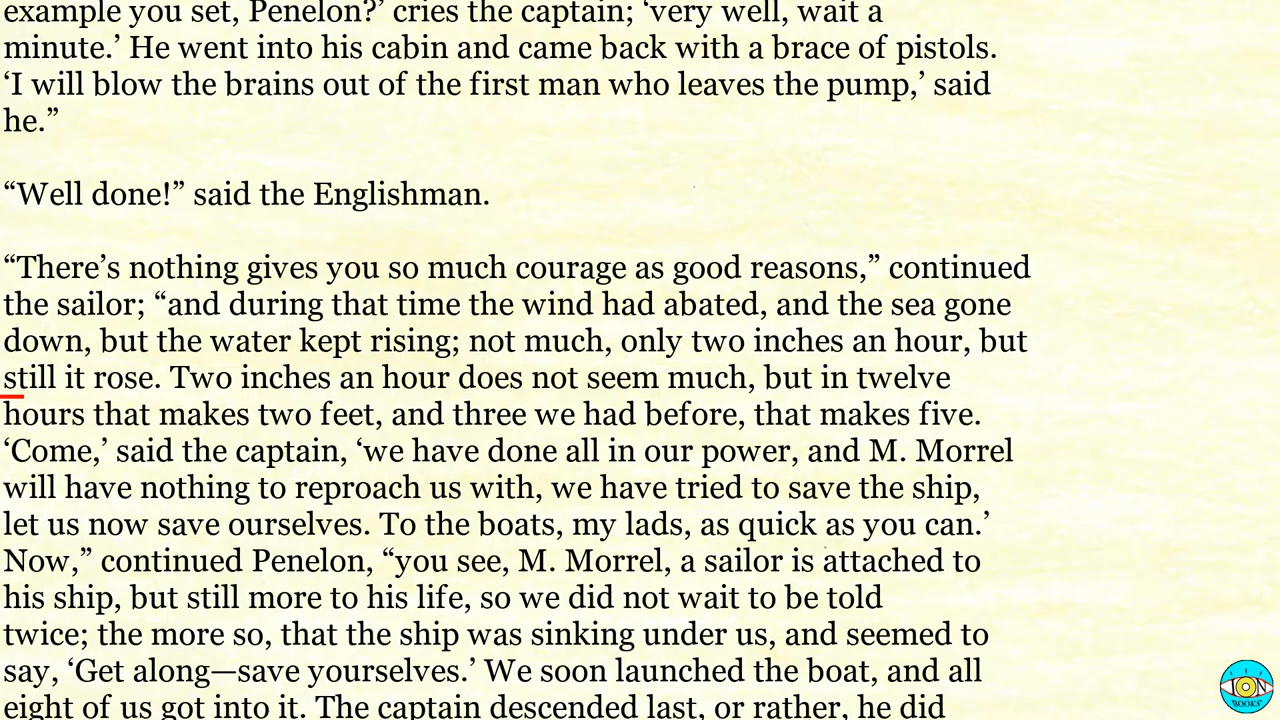 example you set, Penelon?’ cries the captain; ‘very well, wait a
minute.’ He went into his cabin and came back with a brace of pistols.
‘I will blow the brains out of the first man who leaves the pump,’ said
he.”
“Well done!” said the Englishman.
“There’s nothing gives you so much courage as good reasons,” continued
the sailor; “and during that time the wind had abated, and the sea gone
down, but the water kept rising; not much, only two inches an hour, but
still it rose. Two inches an hour does not seem much, but in twelve
hours that makes two feet, and three we had before, that makes five.
‘Come,’ said the captain, ‘we have done all in our power, and M. Morrel
will have nothing to reproach us with, we have tried to save the ship,
let us now save ourselves. To the boats, my lads, as quick as you can.’
Now,” continued Penelon, “you see, M. Morrel, a sailor is attached to
his ship, but still more to his life, so we did not wait to be told
twice; the more so, that the ship was sinking under us, and seemed to
say, ‘Get along—save yourselves.’ We soon launched the boat, and all
eight of us got into it. The captain descended last, or rather, he did
ION
BOOKS